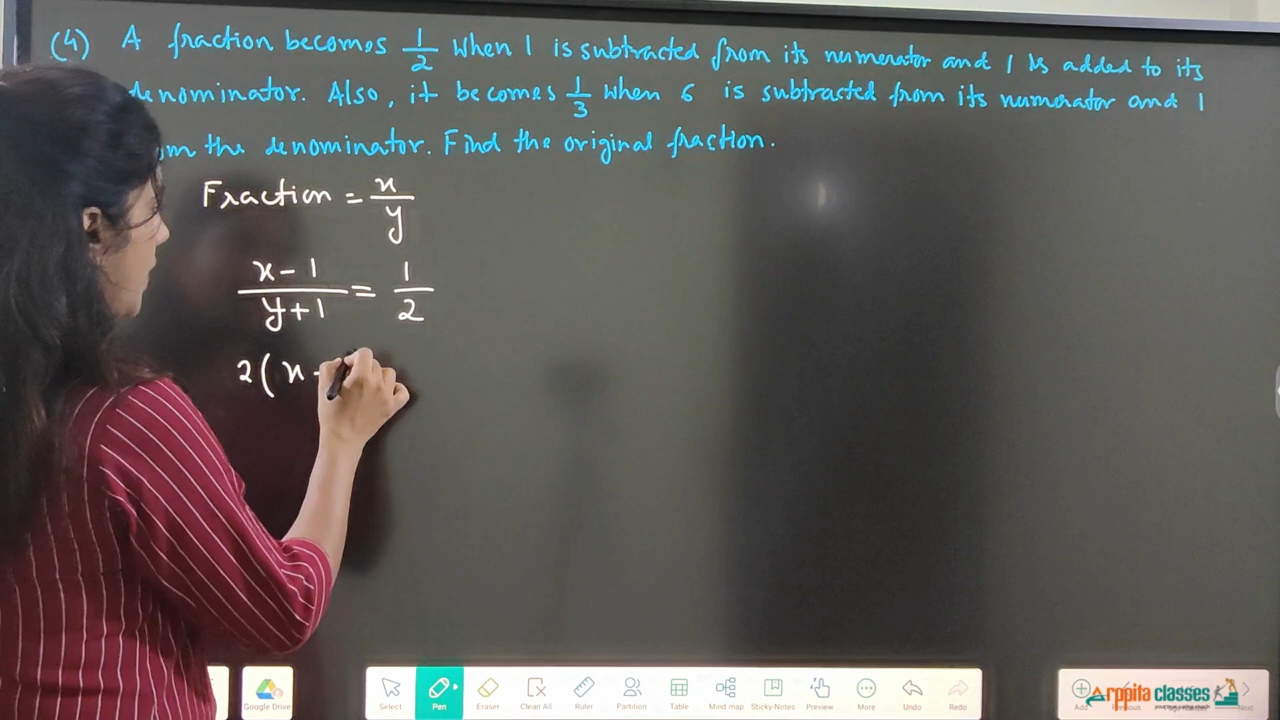 (4) A fraction becomes 1/2 when 1 is subtracted from its numerator and 1 is added to its
denominator. Also, it becomes 1/3 when 6 is subtracted from its numerator and 1
the denominator. Find the original fraction.
Fraction = x/y
x-1/y+1 = 1/2
2(x-
Google Drive
Select
Pen
Eraser
Clean All
Ruler
Partition
Table
Mind map
Sticky-Notes
Preview
More
Undo
Redo
Add
Previous
Next
Arppita classes